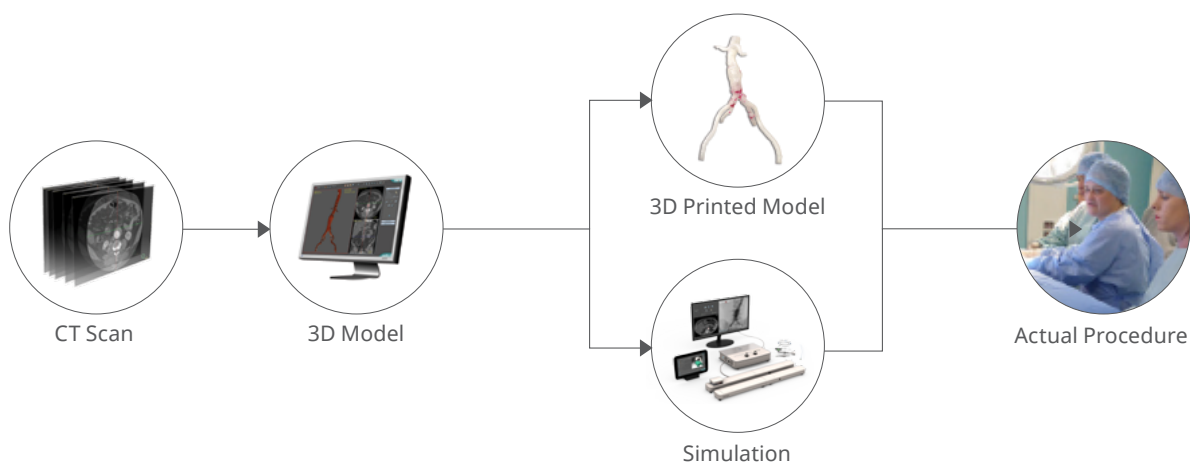 CT Scan
3D Model
3D Printed Model
Simulation
Actual Procedure